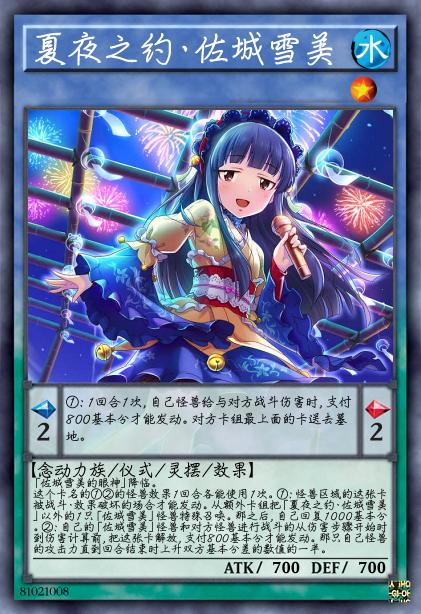 夏夜之约·佐城雪美
水
①: 1回合1次,自己怪兽给与对方战斗伤害时,支付
800基本分才能发动。对方卡组最上面的卡送去墓
地。
2
2
【念动力族/仪式/灵摆/效果】
「佐城雪美的眼神」降临。
这个卡名的①②的怪兽效果1回合各能使用1次。①:怪兽区域的这张卡
被战斗·效果破坏的场合才能发动。从额外卡组把「夏夜之约·佐城雪美
」以外的1只「佐城雪美」怪兽特殊召唤。那之后,自己回复1000基本分
。②:自己的「佐城雪美」怪兽和对方怪兽进行战斗的从伤害步骤开始时
到伤害计算前,把这张卡解放,支付800基本分才能发动。那只自己怪兽
的攻击力直到回合结束时上升双方基本分差的数值的一半。
ATK/ 700 DEF/ 700
81021008